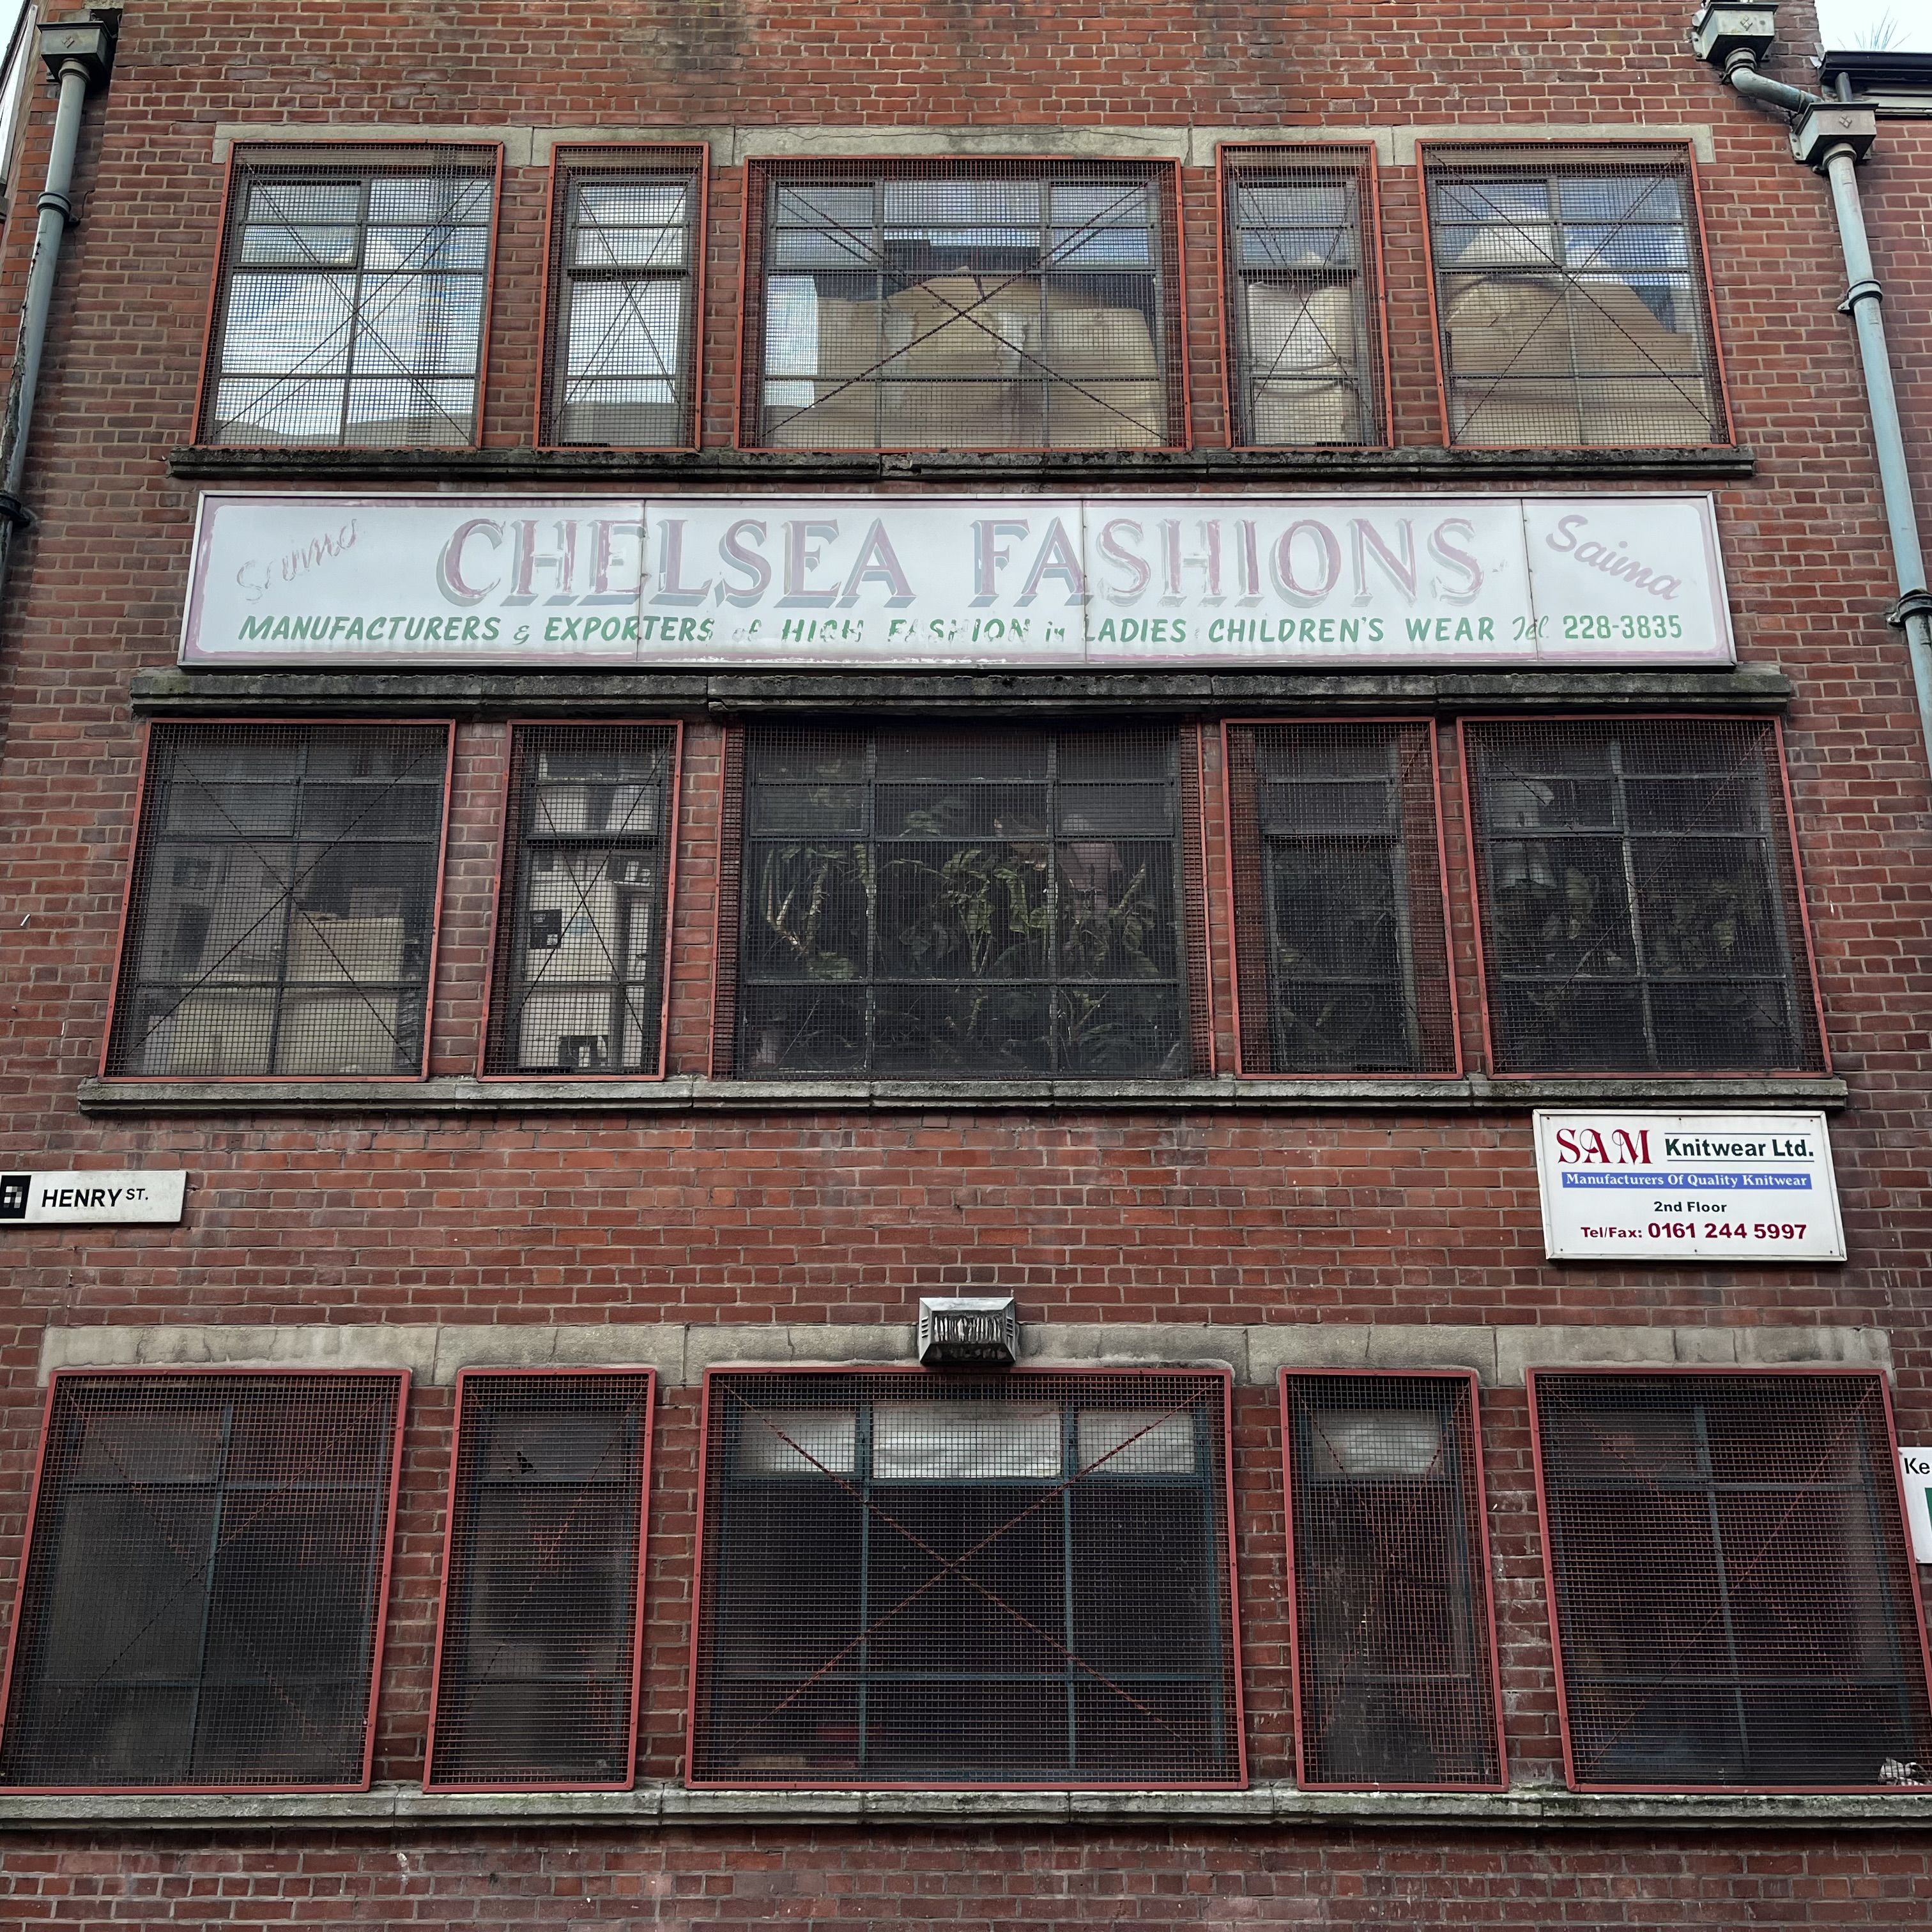 Saima CHELSEA FASHIONS Saima
MANUFACTURERS & EXPORTERS of HIGH FASHION in LADIES CHILDREN'S WEAR Tel. 228-3835
HENRY ST.
SAM Knitwear Ltd.
Manufacturers Of Quality Knitwear
2nd Floor
Tel/Fax: 0161 244 5997
Ke